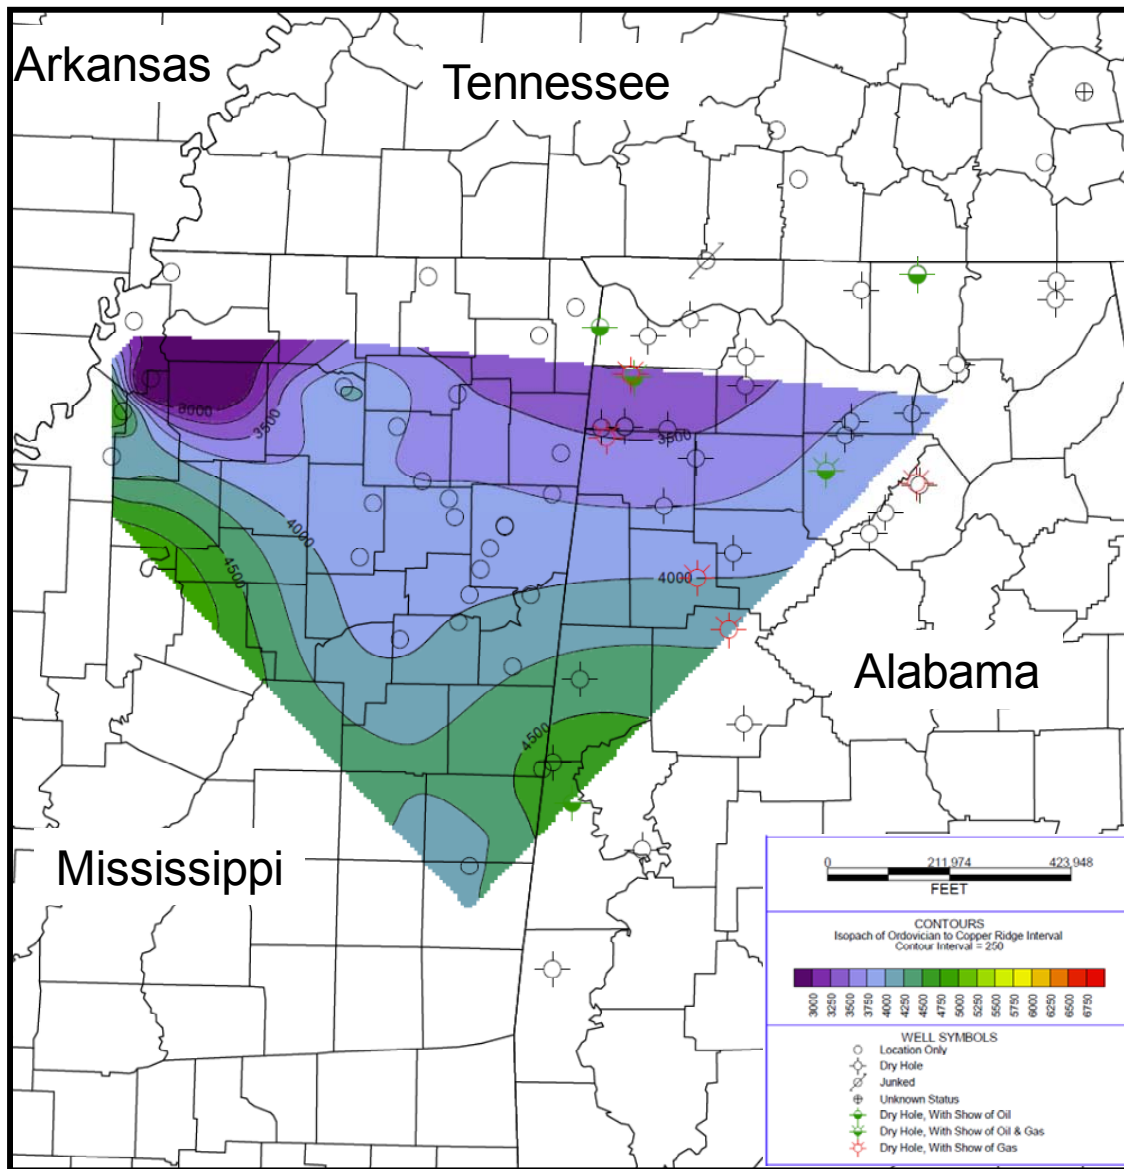 Arkansas
Tennessee
3000
3500
3500
4000
4000
4500
4500
Alabama
Mississippi
0 211,974 423,948
FEET
CONTOURS
Isopach of Ordovician to Copper Ridge Interval
Contour Interval = 250
3000 3250 3500 3750 4000 4250 4500 4750 5000 5250 5500 5750 6000 6250 6500 6750
WELL SYMBOLS
Location Only
Dry Hole
Junked
Unknown Status
Dry Hole, With Show of Oil
Dry Hole, With Show of Oil & Gas
Dry Hole, With Show of Gas